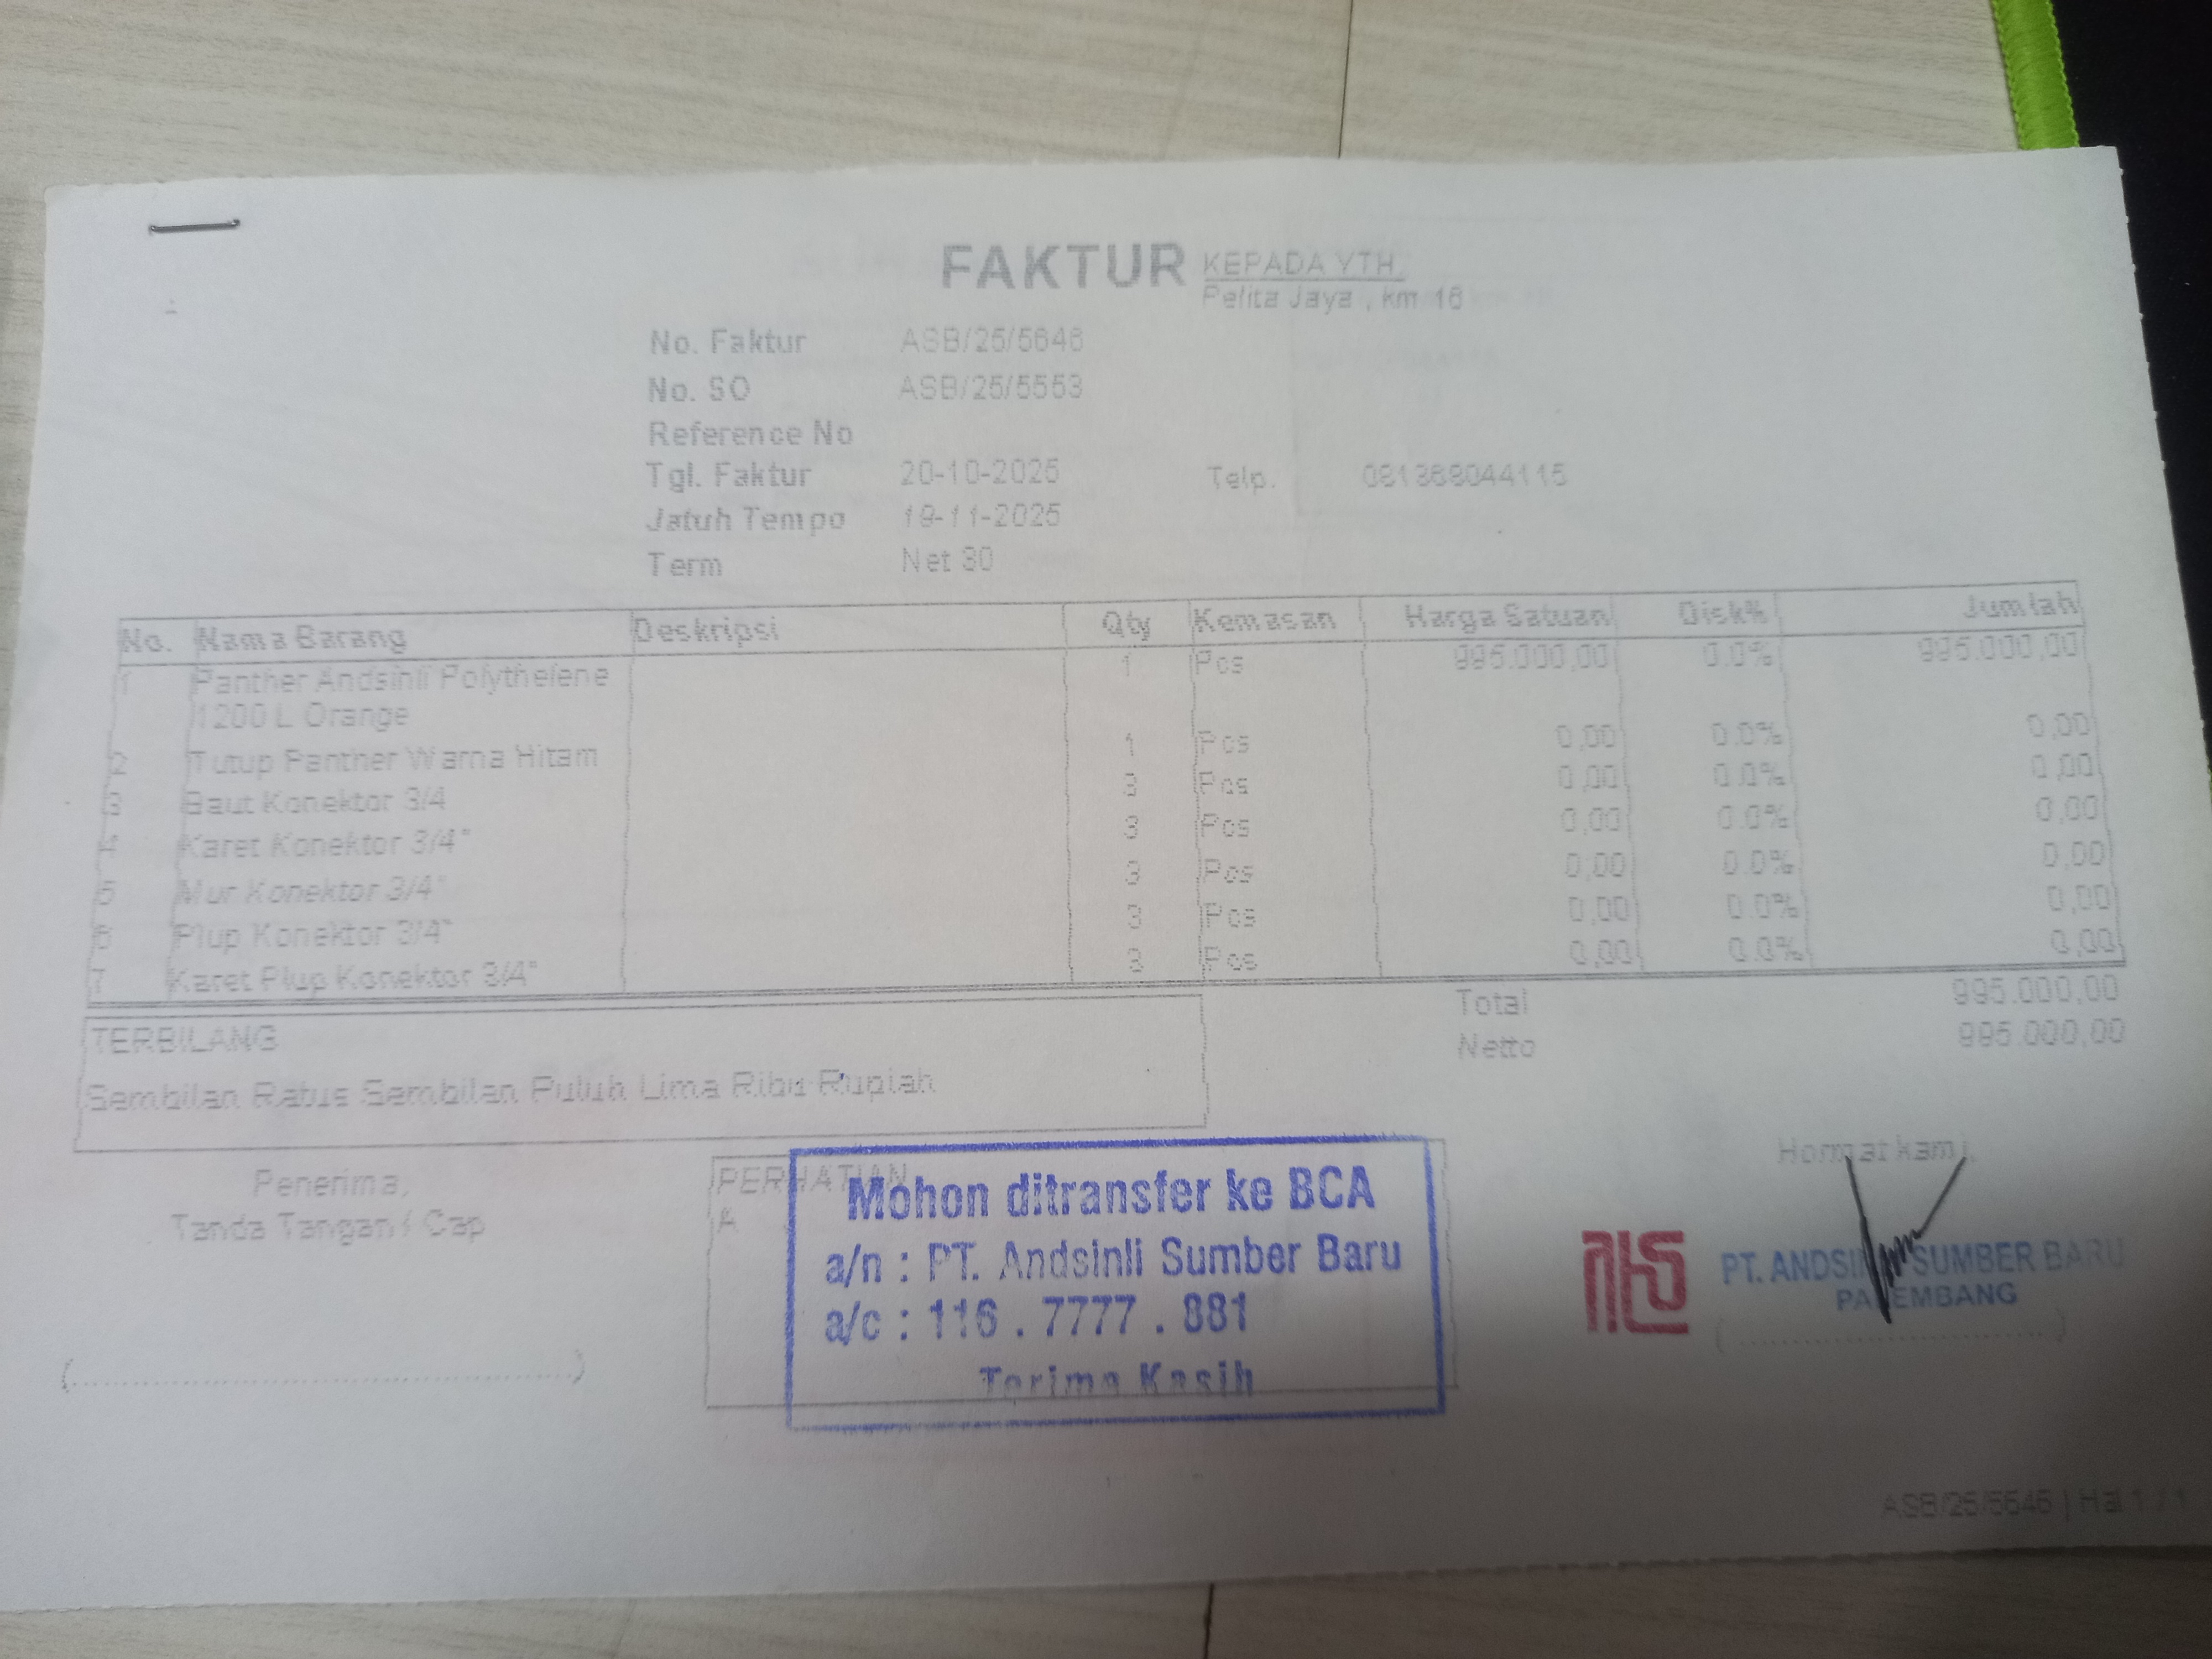 FAKTUR
KEPADA YTH,
Pelita Jaya , km 16
No. Faktur ASB/25/5646
No. SO ASB/25/5553
Reference No
Tgl. Faktur 20-10-2025 Telp. 081368044115
Jatuh Tempo 19-11-2025
Term Net 30
No. Nama Barang Deskripsi Qty Kemasan Harga Satuan Disk% Jumlah
1 Panther Andsinli Polythelene 1 Pcs 995.000,00 0.0% 995.000,00
1200 L Orange
2 Tutup Panther Warna Hitam 1 Pcs 0,00 0.0% 0,00
3 Baut Konektor 3/4 3 Pcs 0,00 0.0% 0,00
4 Karet Konektor 3/4" 3 Pcs 0,00 0.0% 0,00
5 Mur Konektor 3/4" 3 Pcs 0,00 0.0% 0,00
6 Plup Konektor 3/4" 3 Pcs 0,00 0.0% 0,00
7 Karet Plup Konektor 3/4" 3 Pcs 0,00 0.0% 0,00
Total 995.000,00
Netto 995.000,00
TERBILANG
Sembilan Ratus Sembilan Puluh Lima Ribu Rupiah
Penerima,
Tanda Tangan / Cap
PERHATIAN
A
Mohon ditransfer ke BCA
a/n : PT. Andsinli Sumber Baru
a/c : 116 . 7777 . 881
Terima Kasih
Hormat kami,
PT. ANDSINLI SUMBER BARU
PALEMBANG
ASB/25/5646 | Hal 1 / 1